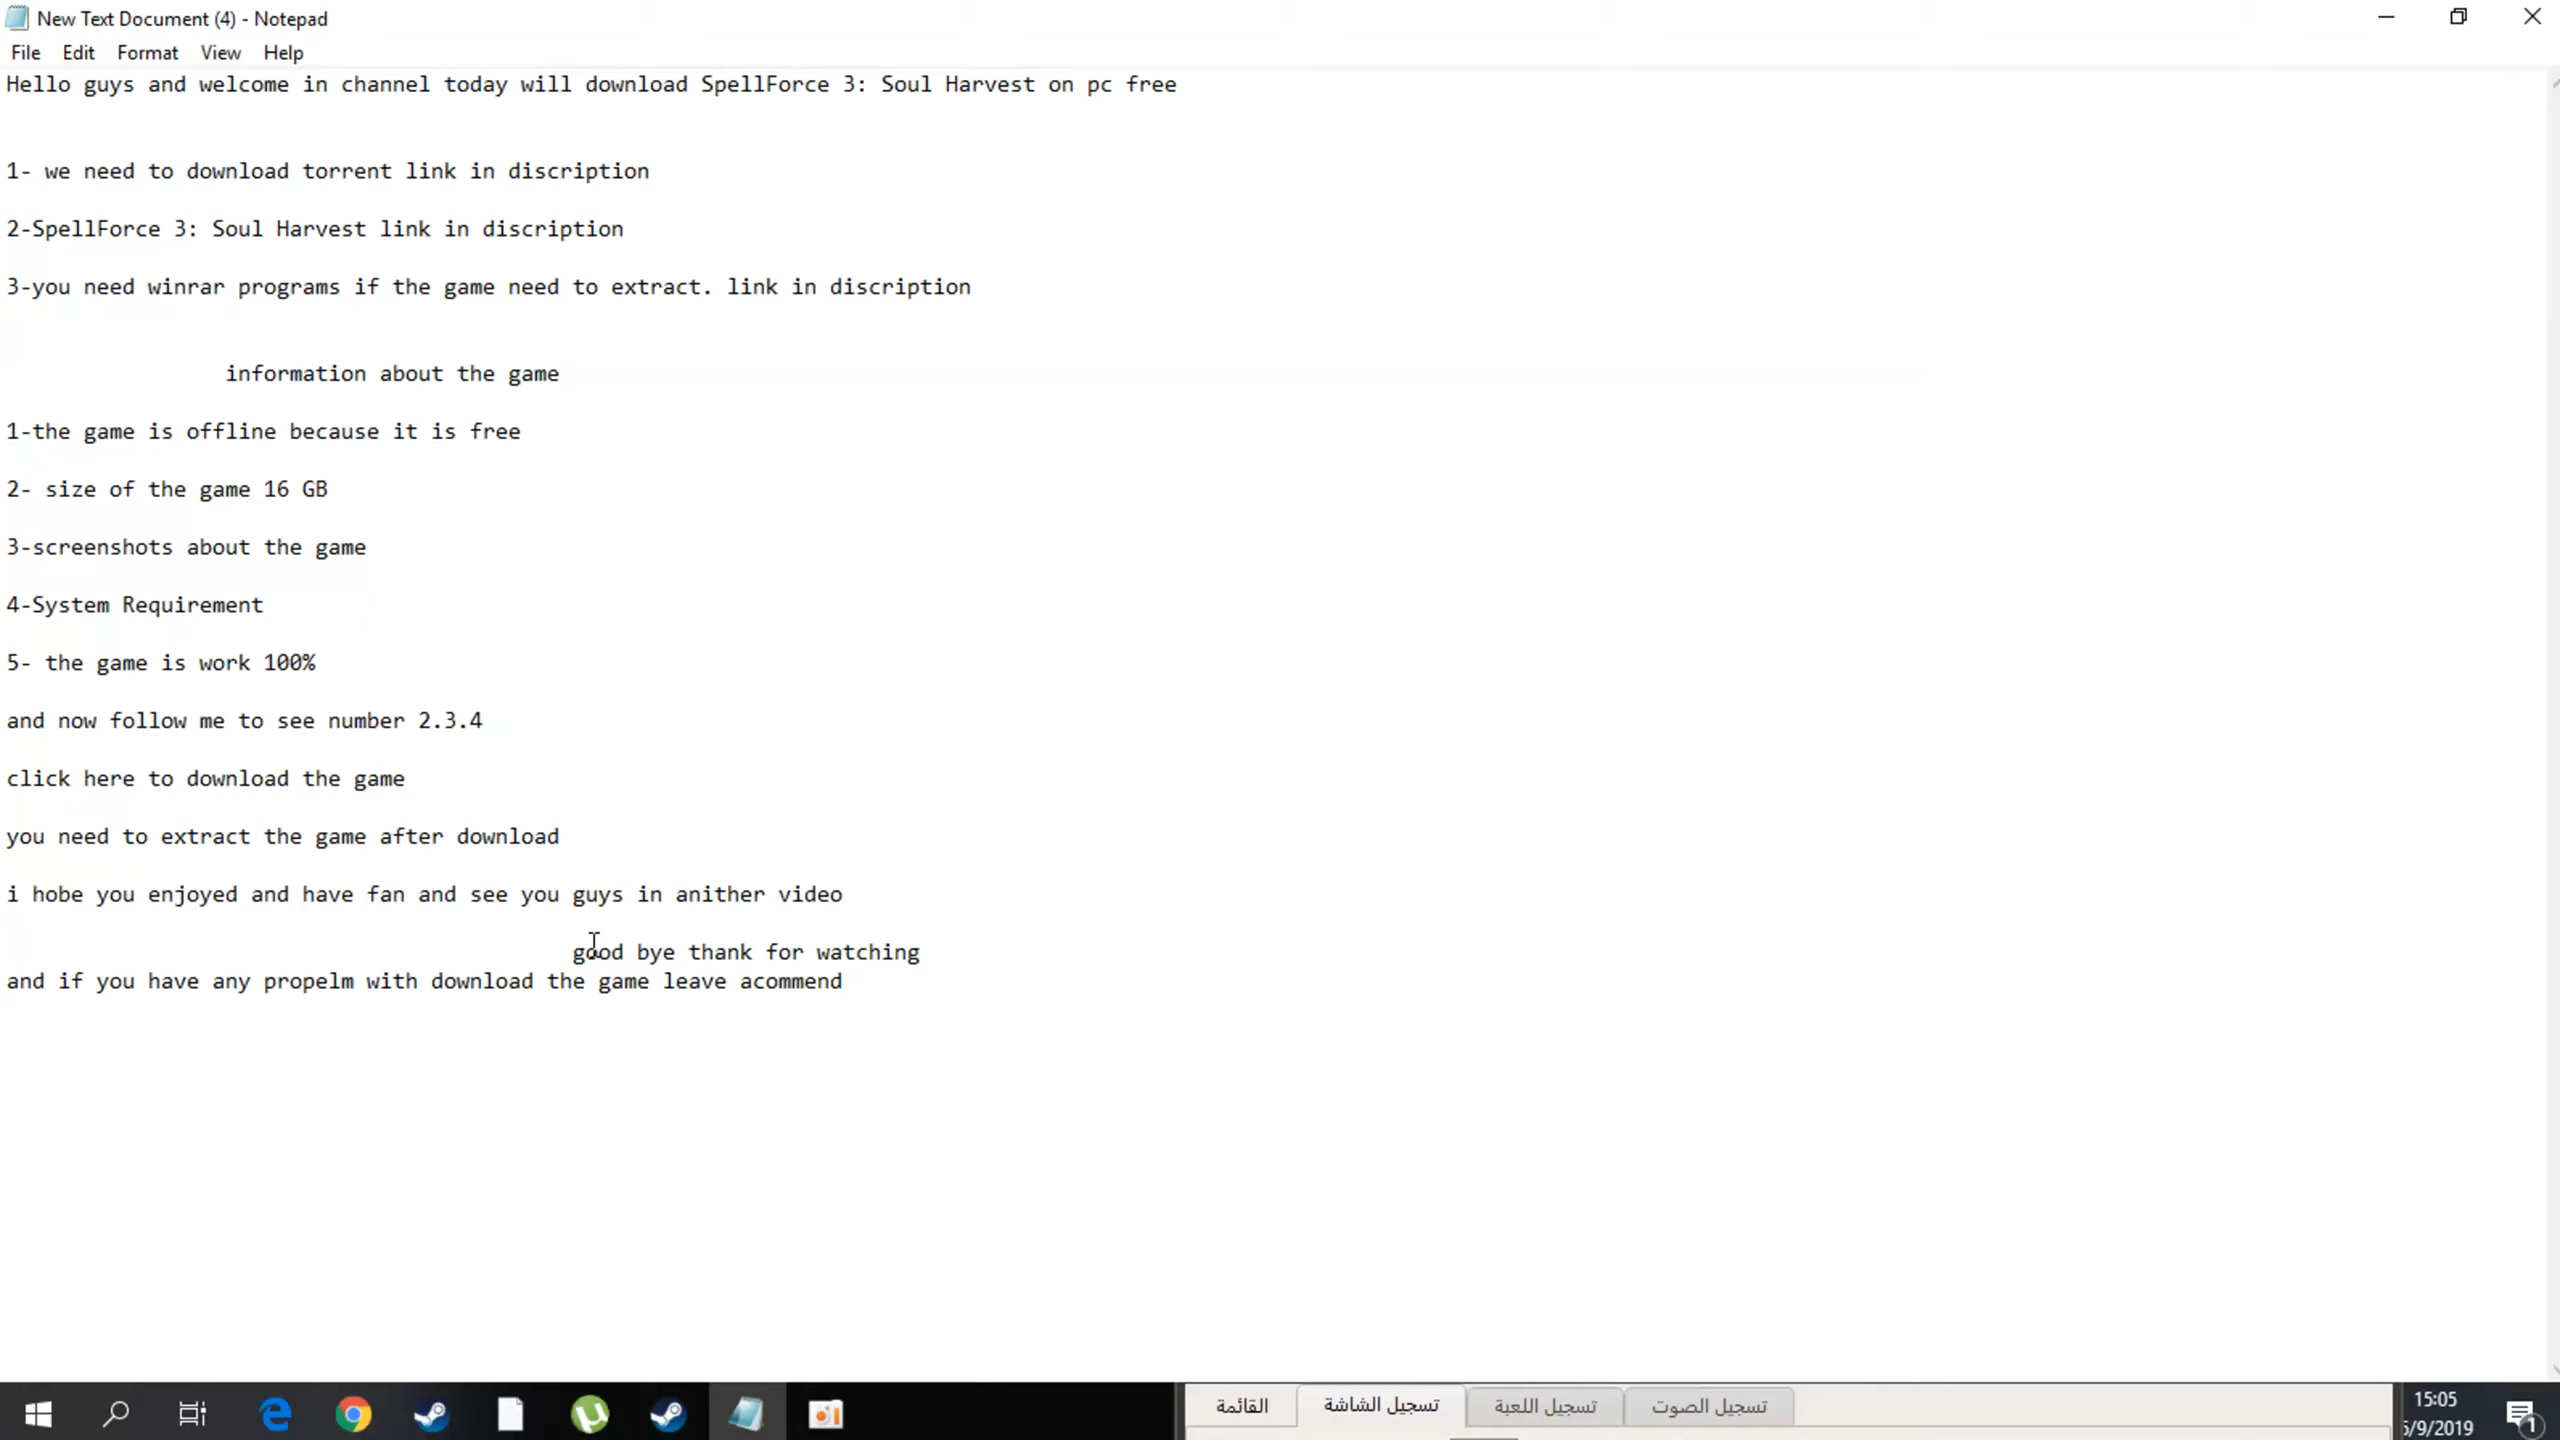 New Text Document (4) - Notepad
File Edit Format View Help
Hello guys and welcome in channel today will download SpellForce 3: Soul Harvest on pc free
1- we need to download torrent link in discription
2-SpellForce 3: Soul Harvest link in discription
3-you need winrar programs if the game need to extract. link in discription
information about the game
1-the game is offline because it is free
2- size of the game 16 GB
3-screenshots about the game
4-System Requirement
5- the game is work 100%
and now follow me to see number 2.3.4
click here to download the game
you need to extract the game after download
i hobe you enjoyed and have fan and see you guys in anither video
good bye thank for watching
and if you have any propelm with download the game leave acommend
القائمة تسجيل الشاشة تسجيل اللعبة تسجيل الصوت
15:05
5/9/2019
1